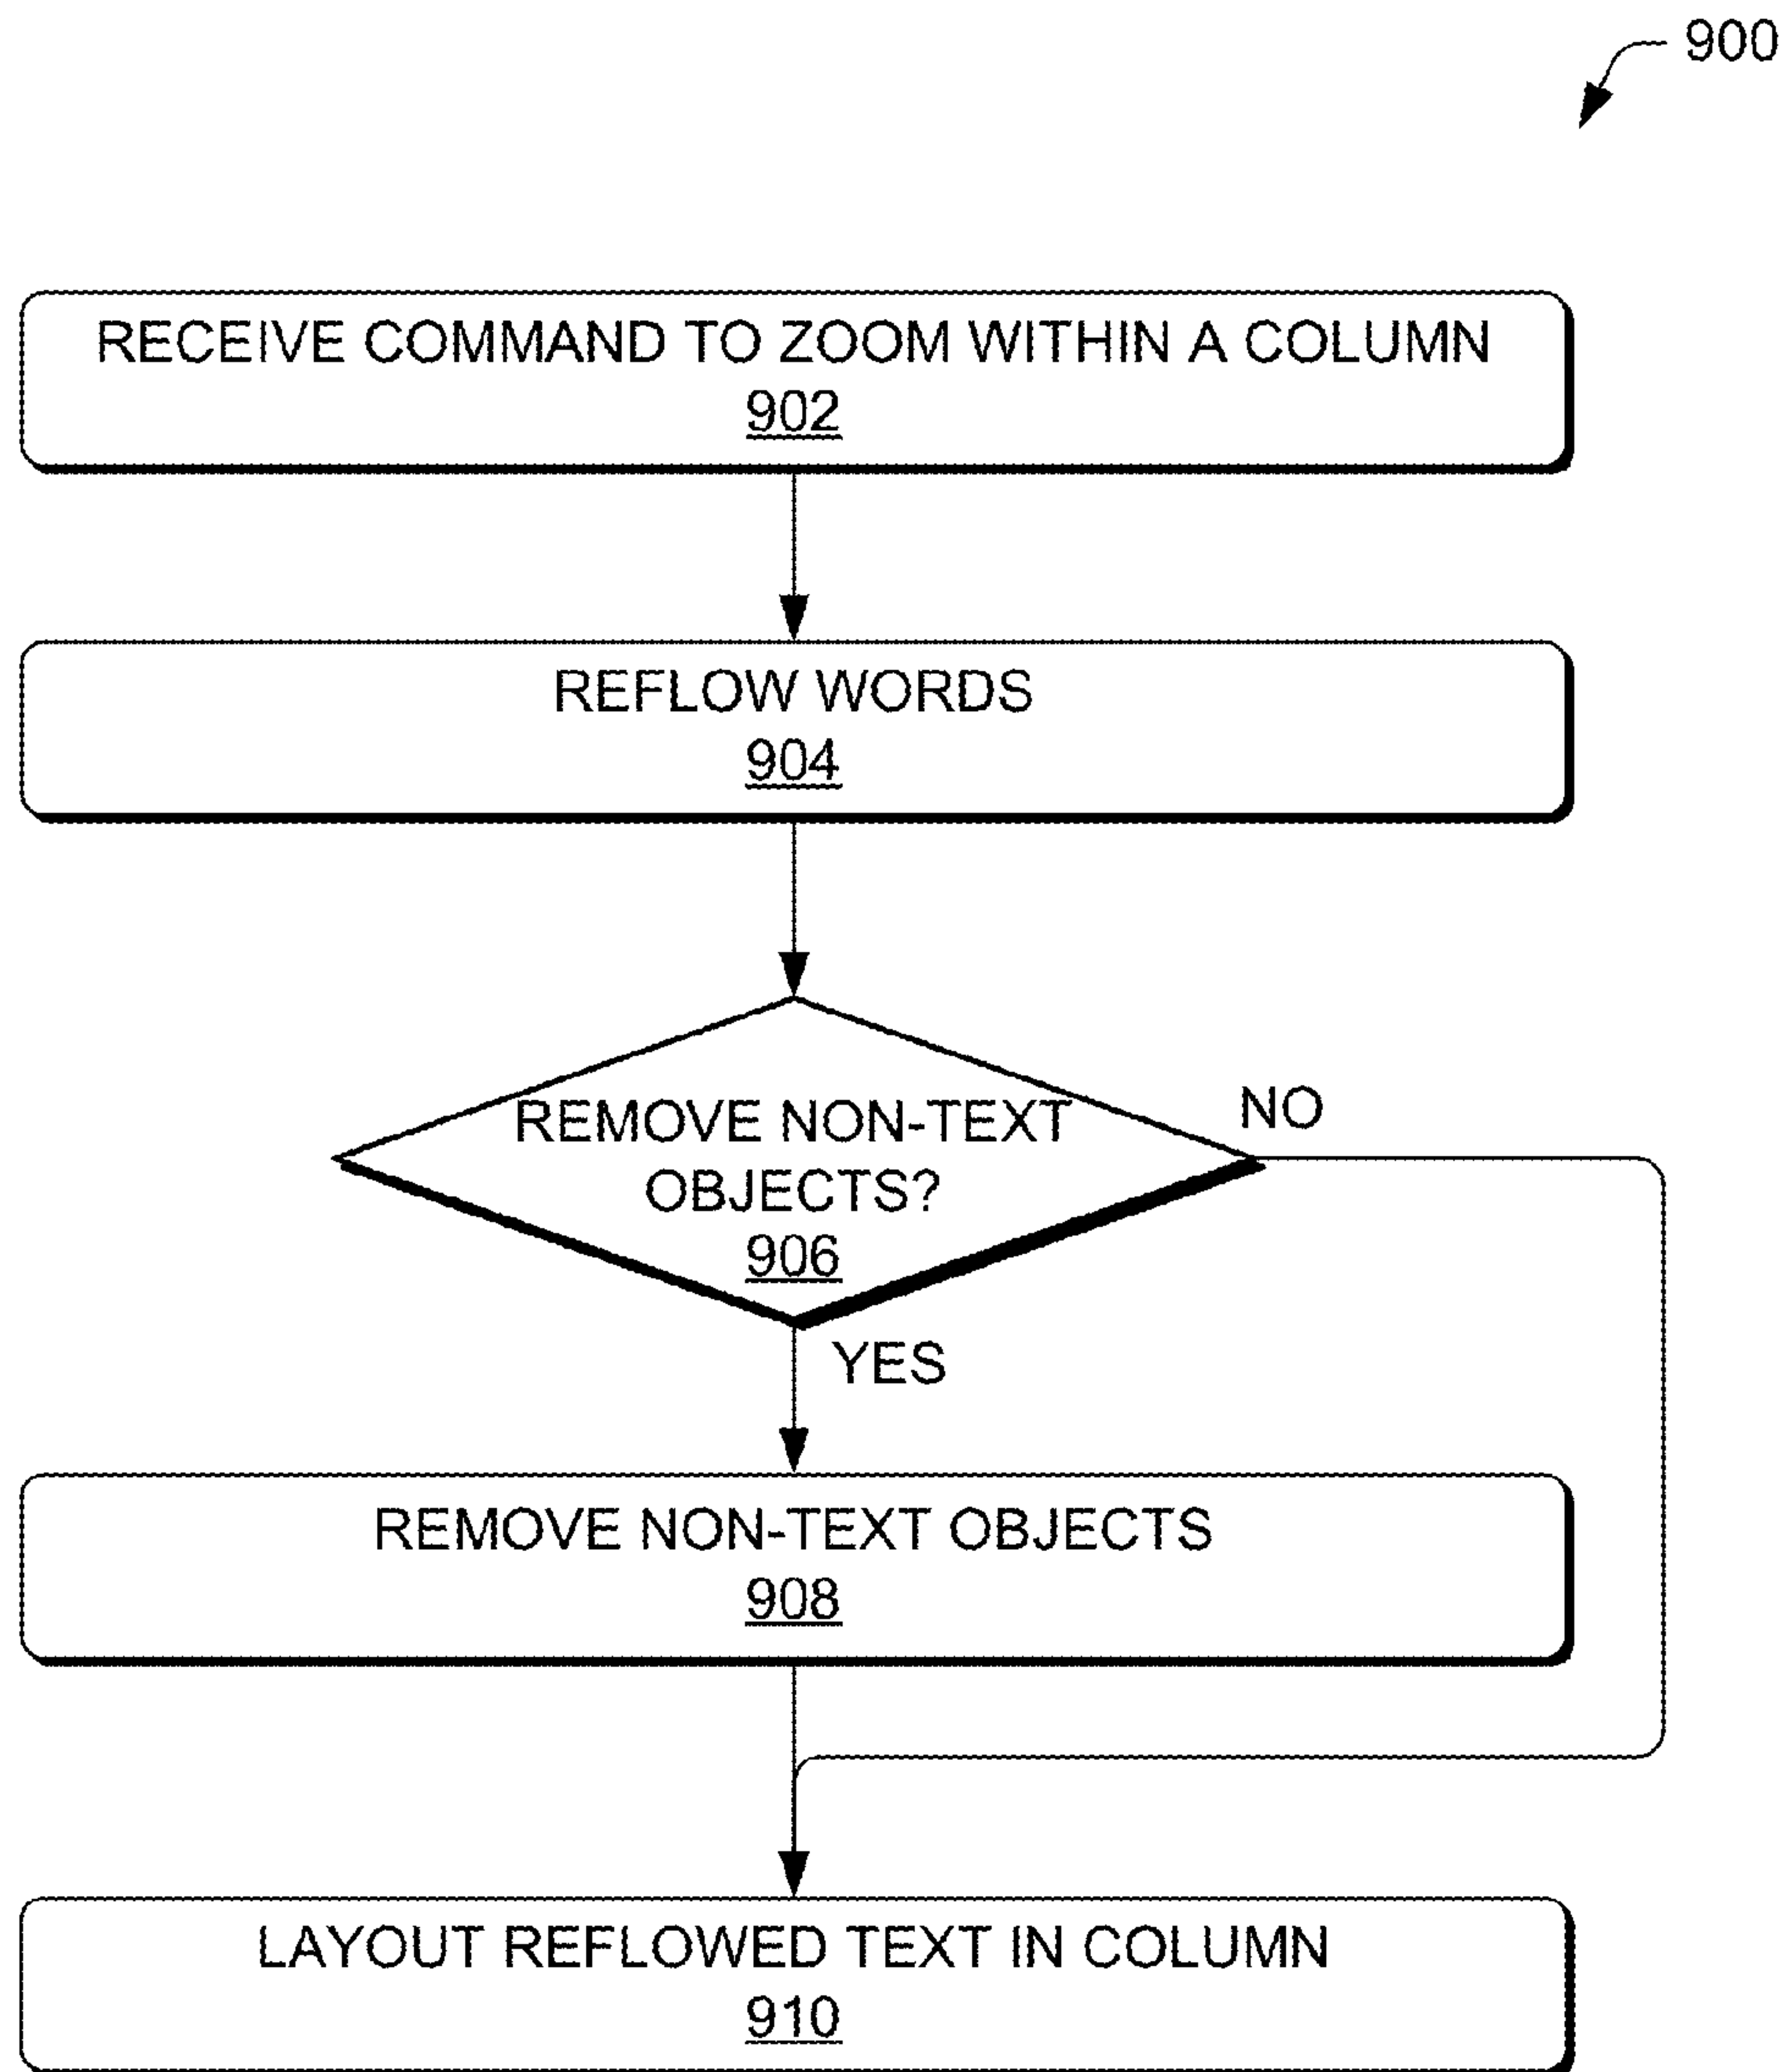 900
RECEIVE COMMAND TO ZOOM WITHIN A COLUMN
902
REFLOW WORDS
904
REMOVE NON-TEXT
OBJECTS?
906
NO
YES
REMOVE NON-TEXT OBJECTS
908
LAYOUT REFLOWED TEXT IN COLUMN
910